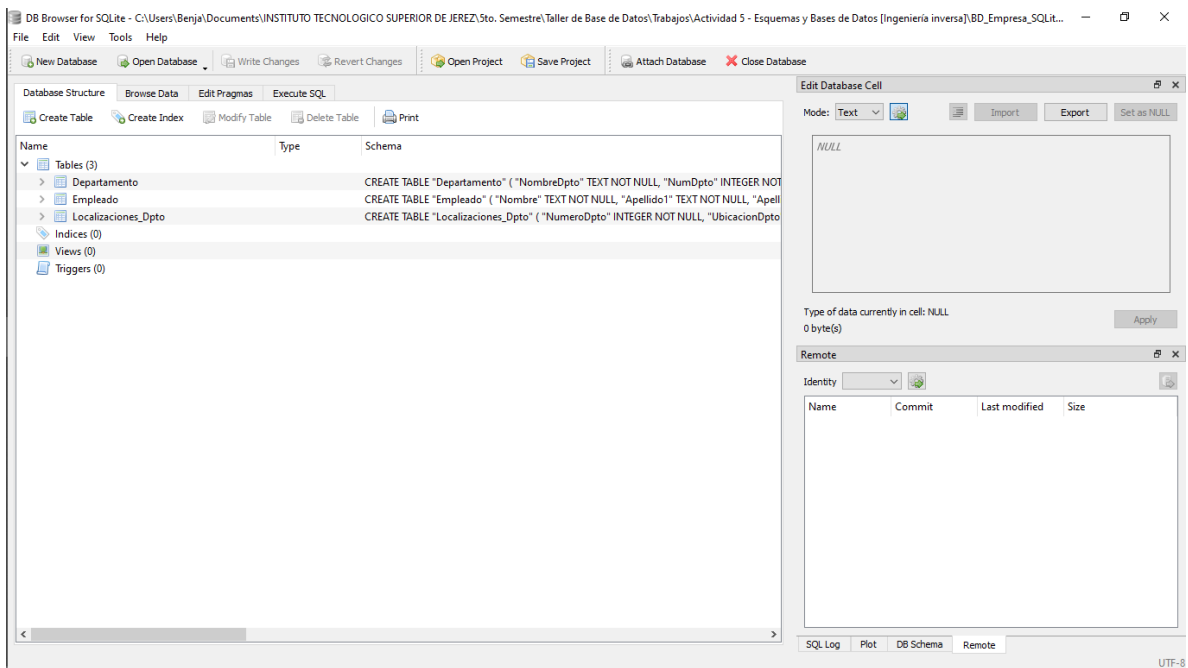 DB Browser for SQLite - C:\Users\Benja\Documents\INSTITUTO TECNOLOGICO SUPERIOR DE JEREZ\5to. Semestre\Taller de Base de Datos\Trabajos\Actividad 5 - Esquemas y Bases de Datos [Ingeniería inversa]\BD_Empresa_SQLit...
File Edit View Tools Help
New Database Open Database Write Changes Revert Changes Open Project Save Project Attach Database Close Database
Database Structure Browse Data Edit Pragmas Execute SQL
Create Table Create Index Modify Table Delete Table Print
Name Type Schema
Tables (3)
Departamento CREATE TABLE "Departamento" ( "NombreDpto" TEXT NOT NULL, "NumDpto" INTEGER NOT
Empleado CREATE TABLE "Empleado" ( "Nombre" TEXT NOT NULL, "Apellido1" TEXT NOT NULL, "Apell
Localizaciones_Dpto CREATE TABLE "Localizaciones_Dpto" ( "NumeroDpto" INTEGER NOT NULL, "UbicacionDpto
Indices (0)
Views (0)
Triggers (0)
Edit Database Cell
Mode: Text Import Export Set as NULL
NULL
Type of data currently in cell: NULL
0 byte(s)
Apply
Remote
Identity
Name Commit Last modified Size
SQL Log Plot DB Schema Remote
UTF-8